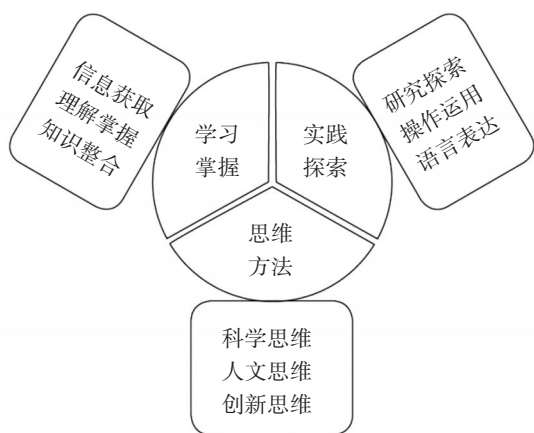 信息获取
理解掌握
知识整合
学习
掌握
实践
探索
研究探索
操作运用
语言表达
思维
方法
科学思维
人文思维
创新思维